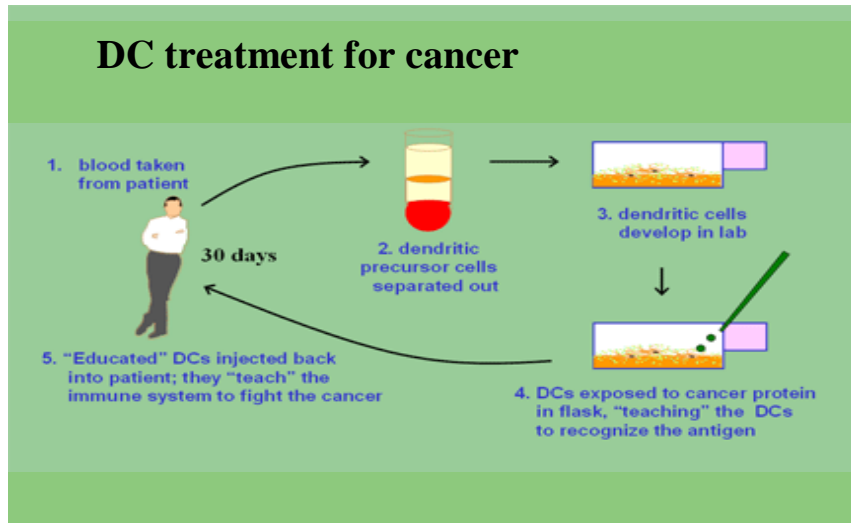 DC treatment for cancer
1. blood taken
from patient
30 days
2. dendritic
precursor cells
separated out
3. dendritic cells
develop in lab
4. DCs exposed to cancer protein
in flask, “teaching” the DCs
to recognize the antigen
5. “Educated” DCs injected back
into patient; they “teach” the
immune system to fight the cancer